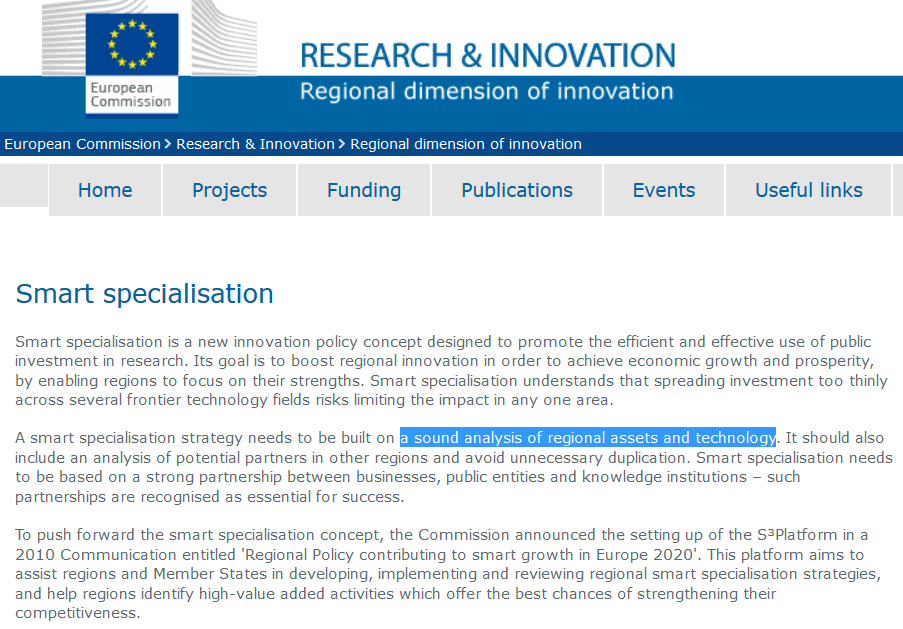 European
Commission
RESEARCH & INNOVATION
Regional dimension of innovation
European Commission > Research & Innovation > Regional dimension of innovation
Home Projects Funding Publications Events Useful links
Smart specialisation
Smart specialisation is a new innovation policy concept designed to promote the efficient and effective use of public
investment in research. Its goal is to boost regional innovation in order to achieve economic growth and prosperity,
by enabling regions to focus on their strengths. Smart specialisation understands that spreading investment too thinly
across several frontier technology fields risks limiting the impact in any one area.
A smart specialisation strategy needs to be built on a sound analysis of regional assets and technology. It should also
include an analysis of potential partners in other regions and avoid unnecessary duplication. Smart specialisation needs
to be based on a strong partnership between businesses, public entities and knowledge institutions – such
partnerships are recognised as essential for success.
To push forward the smart specialisation concept, the Commission announced the setting up of the S³Platform in a
2010 Communication entitled 'Regional Policy contributing to smart growth in Europe 2020'. This platform aims to
assist regions and Member States in developing, implementing and reviewing regional smart specialisation strategies,
and help regions identify high-value added activities which offer the best chances of strengthening their
competitiveness.